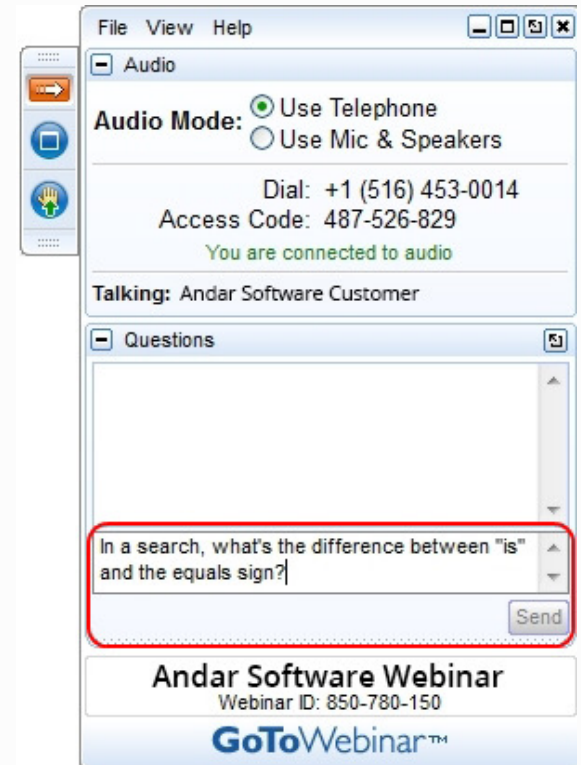 File View Help
Audio
Audio Mode: Use Telephone
Use Mic & Speakers
Dial: +1 (516) 453-0014
Access Code: 487-526-829
You are connected to audio
Talking: Andar Software Customer
Questions
In a search, what's the difference between "is"
and the equals sign?
Send
Andar Software Webinar
Webinar ID: 850-780-150
GoToWebinar™